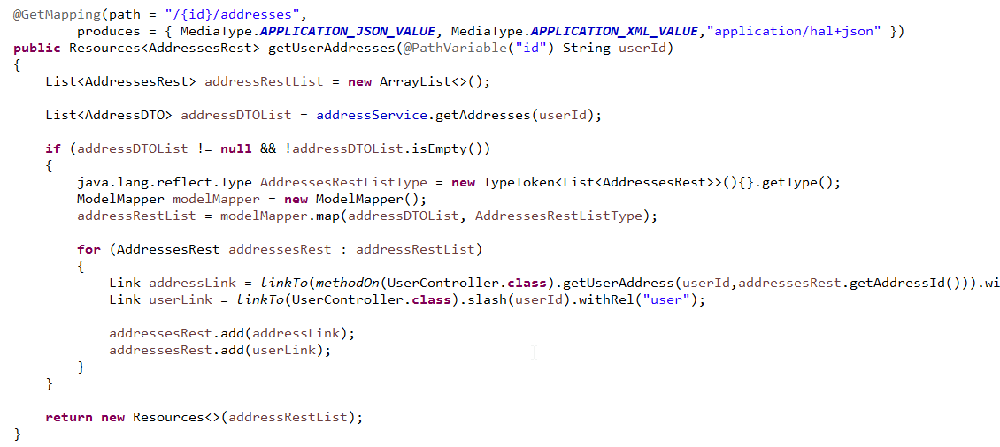 @GetMapping(path = "/{id}/addresses",
        produces = { MediaType.APPLICATION_JSON_VALUE, MediaType.APPLICATION_XML_VALUE,"application/hal+json" })
public Resources<AddressesRest> getUserAddresses(@PathVariable("id") String userId)
{
    List<AddressesRest> addressRestList = new ArrayList<>();

    List<AddressDTO> addressDTOList = addressService.getAddresses(userId);

    if (addressDTOList != null && !addressDTOList.isEmpty())
    {
        java.lang.reflect.Type AddressesRestListType = new TypeToken<List<AddressesRest>>(){}.getType();
        ModelMapper modelMapper = new ModelMapper();
        addressRestList = modelMapper.map(addressDTOList, AddressesRestListType);

        for (AddressesRest addressesRest : addressRestList)
        {
            Link addressLink = linkTo(methodOn(UserController.class).getUserAddress(userId,addressesRest.getAddressId())).wi
            Link userLink = linkTo(UserController.class).slash(userId).withRel("user");

            addressesRest.add(addressLink);
            addressesRest.add(userLink);
        }
    }

    return new Resources<>(addressRestList);
}